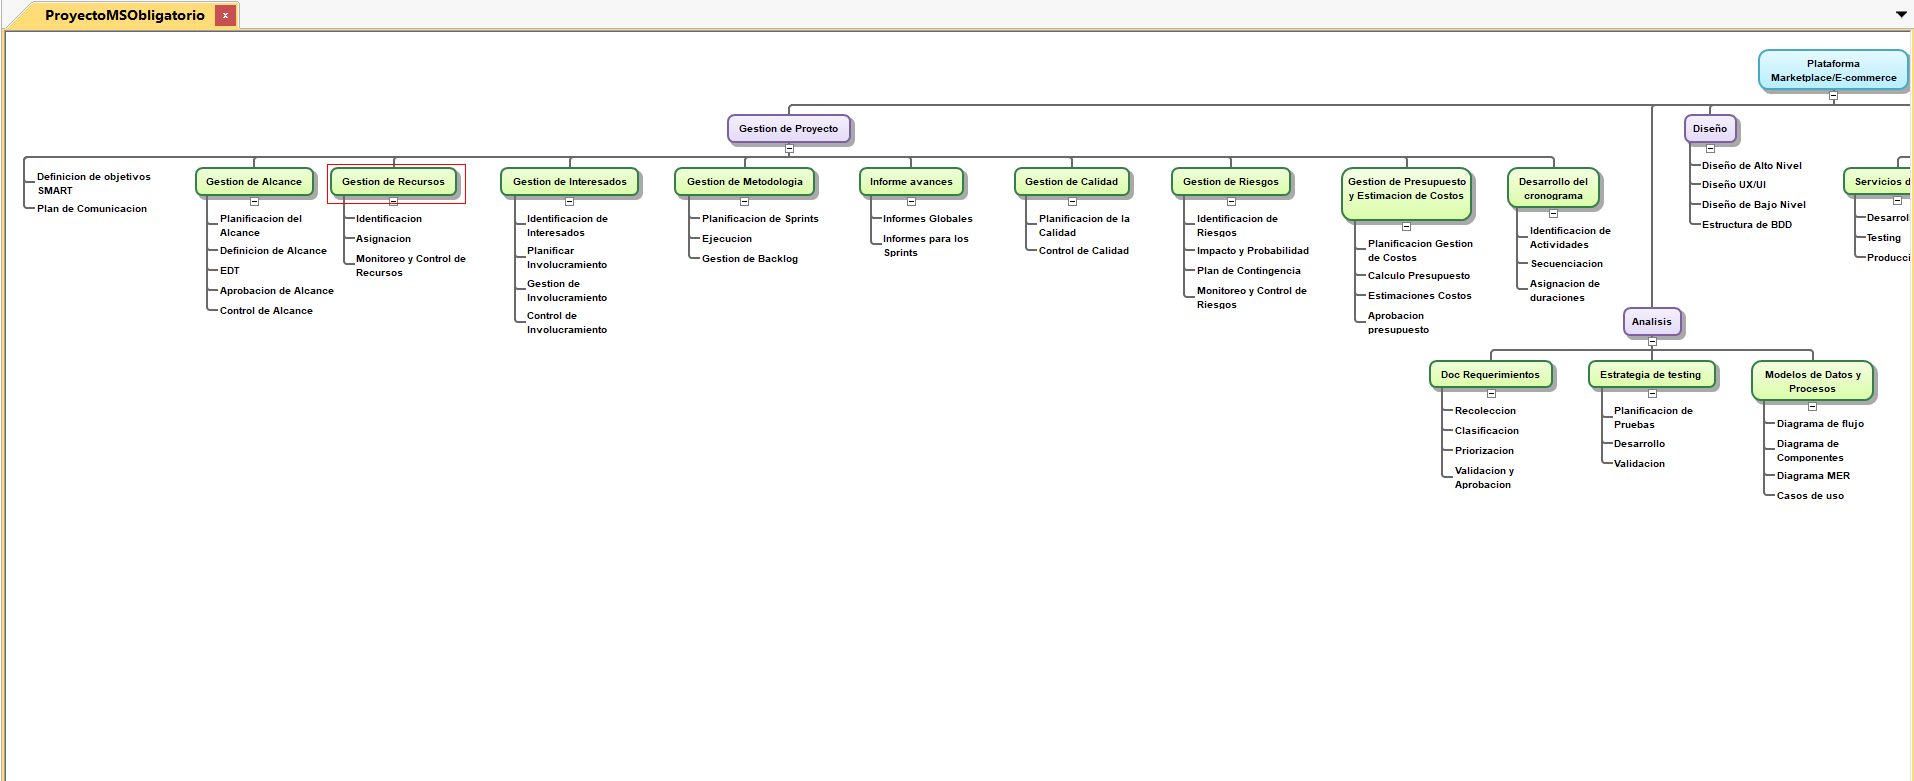 ProyectoMSObligatorio
x
Plataforma
Marketplace/E-commerce
Gestion de Proyecto
Definicion de objetivos
SMART
Plan de Comunicacion
Gestion de Alcance
Planificacion del
Alcance
Definicion de Alcance
EDT
Aprobacion de Alcance
Control de Alcance
Gestion de Recursos
Identificacion
Asignacion
Monitoreo y Control de
Recursos
Gestion de Interesados
Identificacion de
Interesados
Planificar
Involucramiento
Gestion de
Involucramiento
Control de
Involucramiento
Gestion de Metodologia
Planificacion de Sprints
Ejecucion
Gestion de Backlog
Informe avances
Informes Globales
Informes para los
Sprints
Gestion de Calidad
Planificacion de la
Calidad
Control de Calidad
Gestion de Riesgos
Identificacion de
Riesgos
Impacto y Probabilidad
Plan de Contingencia
Monitoreo y Control de
Riesgos
Gestion de Presupuesto
y Estimacion de Costos
Planificacion Gestion
de Costos
Calculo Presupuesto
Estimaciones Costos
Aprobacion
presupuesto
Desarrollo del
cronograma
Identificacion de
Actividades
Secuenciacion
Asignacion de
duraciones
Analisis
Doc Requerimientos
Recoleccion
Clasificacion
Priorizacion
Validacion y
Aprobacion
Estrategia de testing
Planificacion de
Pruebas
Desarrollo
Validacion
Modelos de Datos y
Procesos
Diagrama de flujo
Diagrama de
Componentes
Diagrama MER
Casos de uso
Diseño
Diseño de Alto Nivel
Diseño UX/UI
Diseño de Bajo Nivel
Estructura de BDD
Servicios d
Desarrol
Testing
Producci